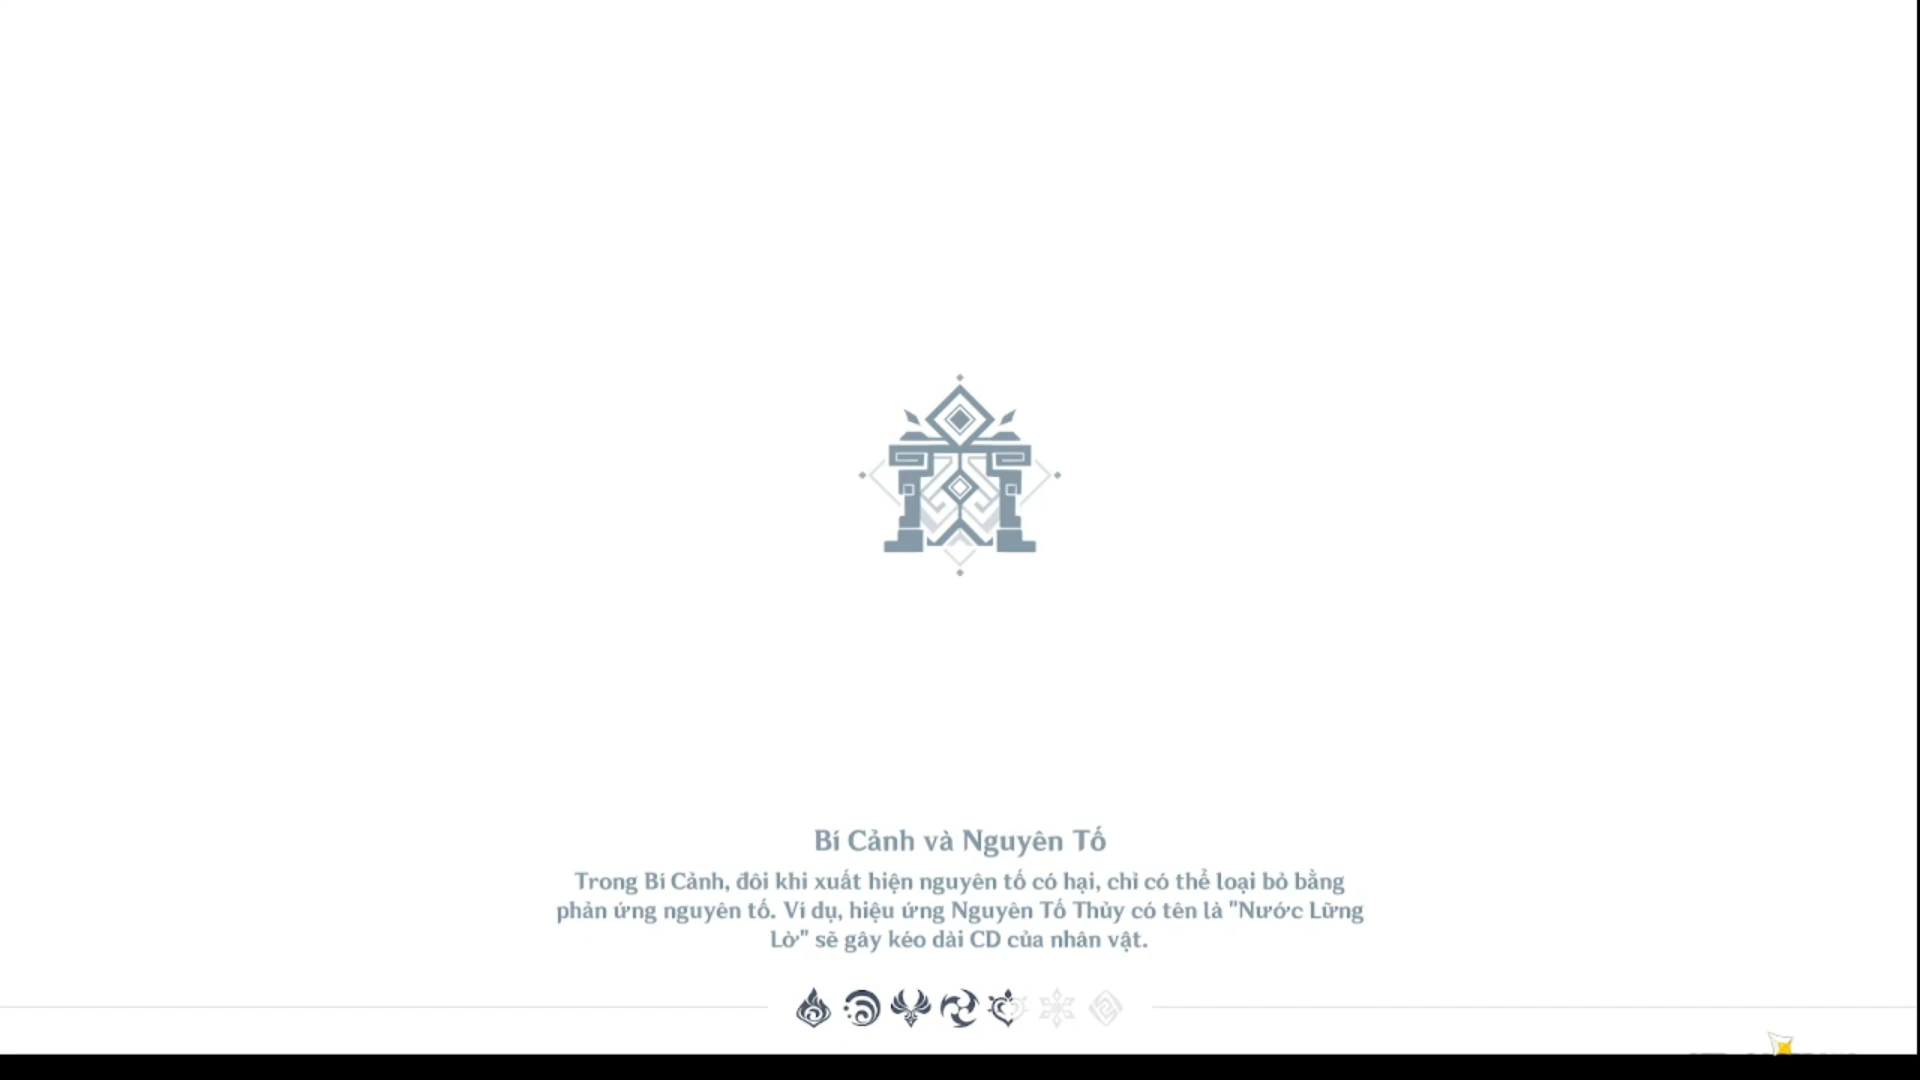 Bí Cảnh và Nguyên Tố
Trong Bí Cảnh, đôi khi xuất hiện nguyên tố có hại, chỉ có thể loại bỏ bằng
phản ứng nguyên tố. Ví dụ, hiệu ứng Nguyên Tố Thủy có tên là "Nước Lững
Lờ" sẽ gây kéo dài CD của nhân vật.